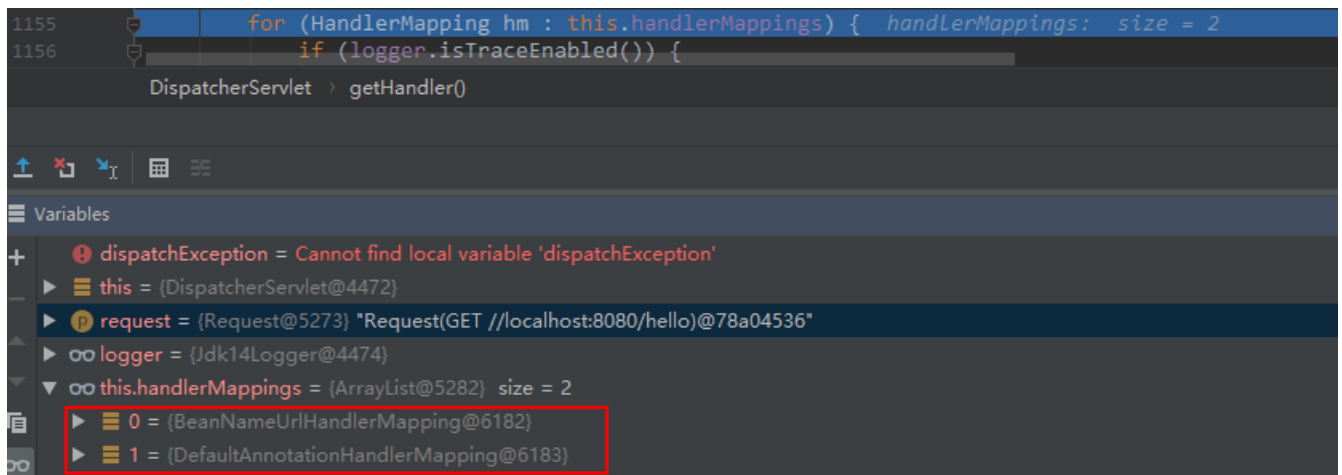 1155 for (HandlerMapping hm : this.handlerMappings) { handlerMappings: size = 2
1156 if (logger.isTraceEnabled()) {
DispatcherServlet › getHandler()
Variables
dispatchException = Cannot find local variable 'dispatchException'
this = {DispatcherServlet@4472}
request = {Request@5273} "Request(GET //localhost:8080/hello)@78a04536"
logger = {Jdk14Logger@4474}
this.handlerMappings = {ArrayList@5282} size = 2
0 = {BeanNameUrlHandlerMapping@6182}
1 = {DefaultAnnotationHandlerMapping@6183}